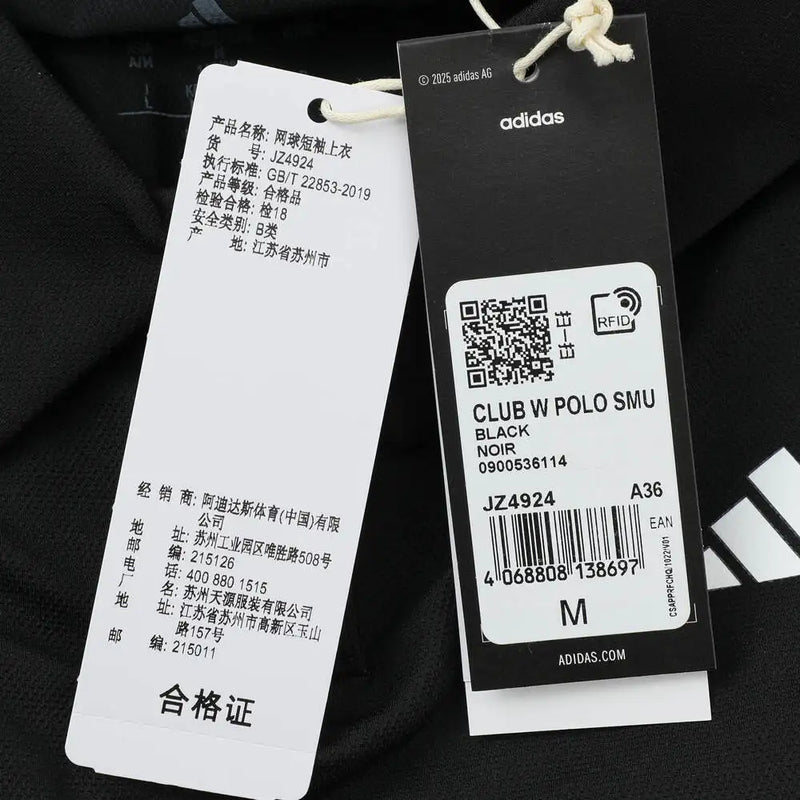 产品名称: 网球短袖上衣
货 号: JZ4924
执行标准: GB/T 22853-2019
产品等级: 合格品
检验合格: 检18
安全类别: B类
产 地: 江苏省苏州市
经 销 商: 阿迪达斯体育(中国)有限
公司
地 址: 苏州工业园区唯胜路508号
邮 编: 215126
电 话: 400 880 1515
厂 名: 苏州天源服装有限公司
地 址: 江苏省苏州市高新区玉山
路157号
邮 编: 215011
合格证
© 2025 adidas AG
adidas
RFID
CLUB W POLO SMU
BLACK
NOIR
0900536114
JZ4924 A36
EAN
4 068808 138697
CSAPPRFCHQ/1022/V01
M
ADIDAS.COM